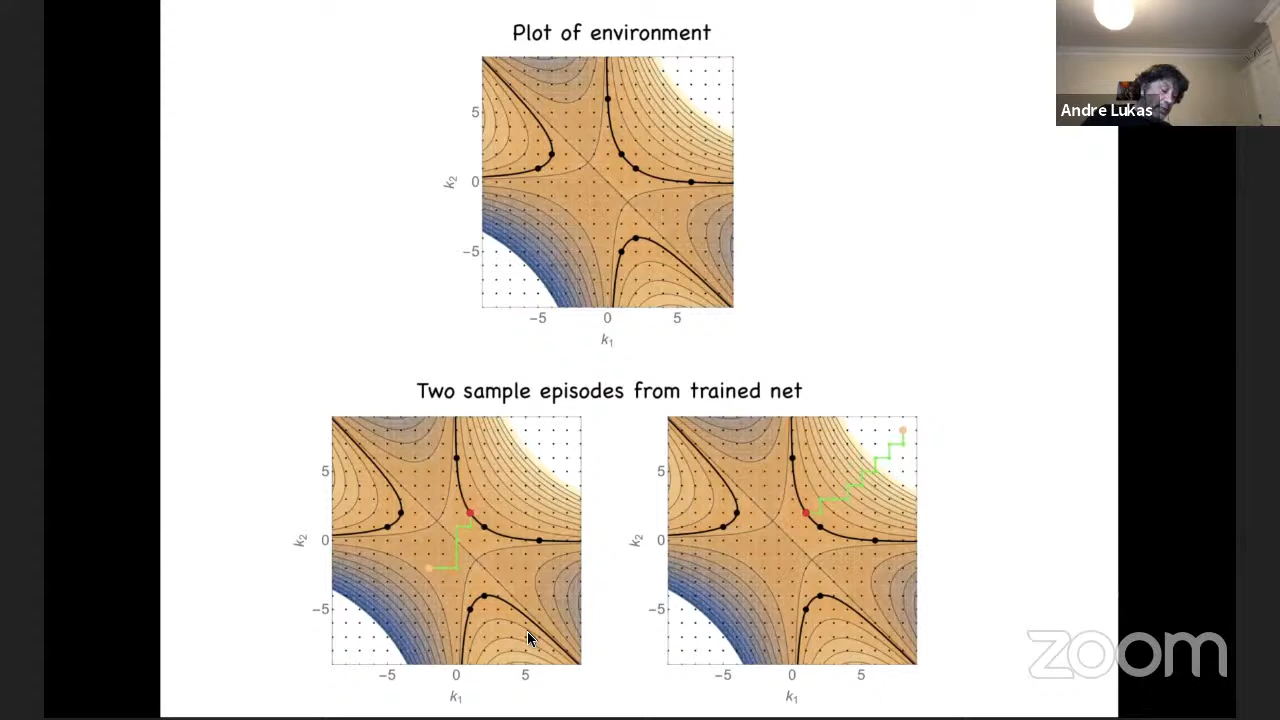 Plot of environment
Andre Lukas
5
0
−5
k2
−5 0 5
k1
Two sample episodes from trained net
5
0
−5
k2
−5 0 5
k1
5
0
−5
k2
−5 0 5
k1
zoom